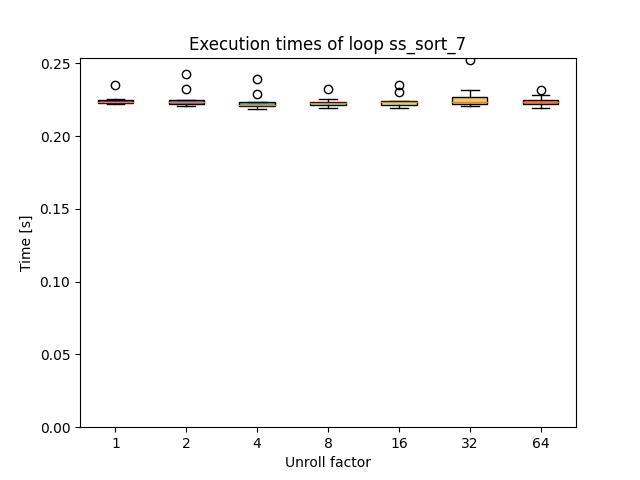 Execution times of loop ss_sort_7
0.25
0.20
0.15
0.10
0.05
0.00
Time [s]
1 2 4 8 16 32 64
Unroll factor